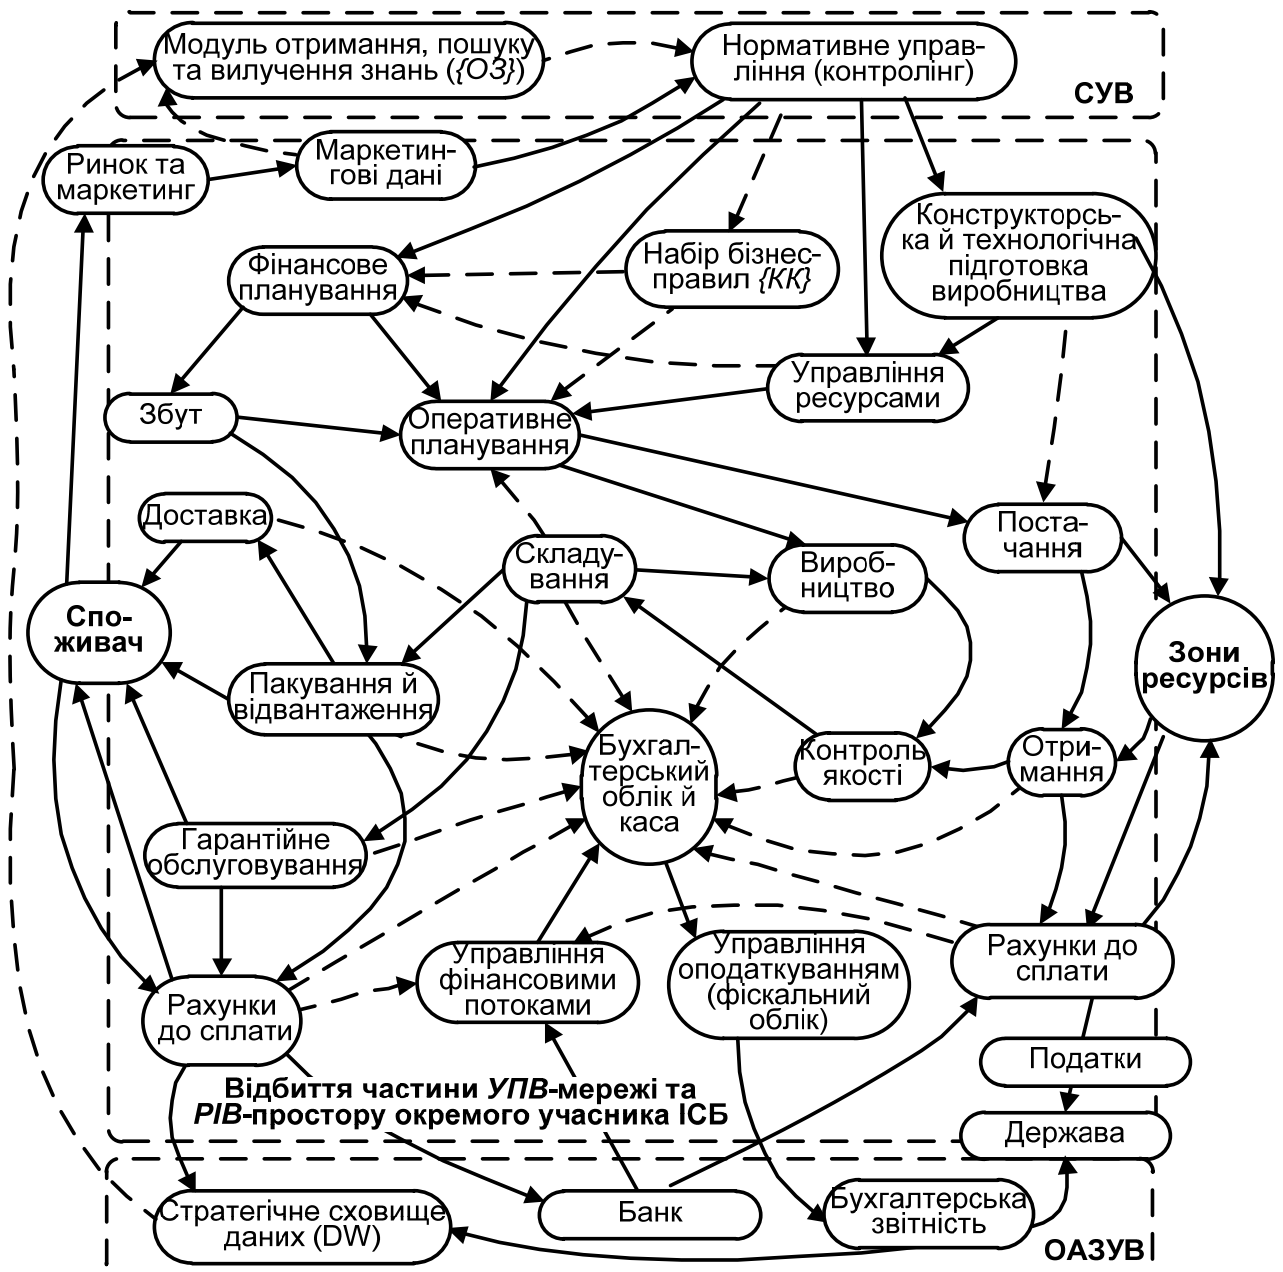 Модуль отримання, пошуку
та вилучення знань ({ОЗ})
Нормативне управ-
ління (контролінг)
СУВ
Ринок та
маркетинг
Маркетин-
гові дані
Конструкторсь-
ка й технологічна
підготовка
виробництва
Фінансове
планування
Набір бізнес-
правил {КК}
Управління
ресурсами
Збут
Оперативне
планування
Доставка
Складу-
вання
Вироб-
ництво
Поста-
чання
Спо-
живач
Зони
ресурсів
Пакування й
відвантаження
Бухгал-
терський
облік й
каса
Контроль
якості
Отри-
мання
Гарантійне
обслуговування
Управління
фінансовими
потоками
Управління
оподаткуванням
(фіскальний
облік)
Рахунки до
сплати
Рахунки
до сплати
Податки
Відбиття частини УПВ-мережі та
РІВ-простору окремого учасника ІСБ
Держава
Стратегічне сховище
даних (DW)
Банк
Бухгалтерська
звітність
ОАЗУВ